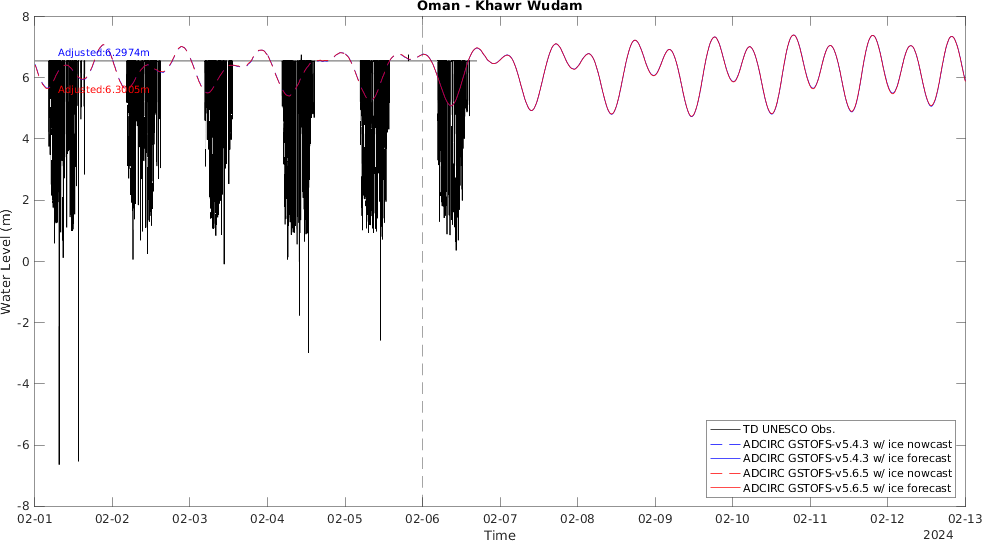 Oman - Khawr Wudam
8
6
4
2
0
-2
-4
-6
-8
Water Level (m)
Adjusted:6.2974m
Adjusted:6.3005m
TD UNESCO Obs.
ADCIRC GSTOFS-v5.4.3 w/ ice nowcast
ADCIRC GSTOFS-v5.4.3 w/ ice forecast
ADCIRC GSTOFS-v5.6.5 w/ ice nowcast
ADCIRC GSTOFS-v5.6.5 w/ ice forecast
02-01 02-02 02-03 02-04 02-05 02-06 02-07 02-08 02-09 02-10 02-11 02-12 02-13
Time
2024